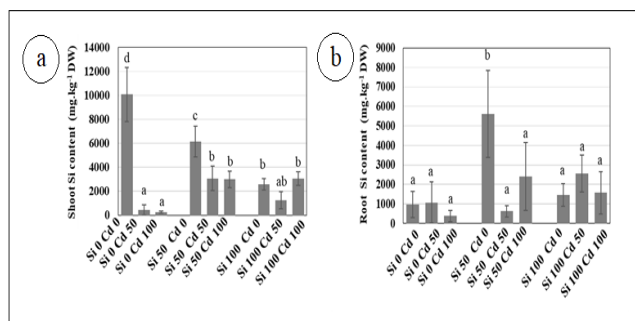 a
Shoot Si content (mg.kg⁻¹ DW)
14000
12000
10000
8000
6000
4000
2000
0
d
a
a
c
b
b
b
ab
b
Si 0 Cd 0
Si 0 Cd 50
Si 0 Cd 100
Si 50 Cd 0
Si 50 Cd 50
Si 50 Cd 100
Si 100 Cd 0
Si 100 Cd 50
Si 100 Cd 100
b
Root Si content (mg.kg⁻¹ DW)
9000
8000
7000
6000
5000
4000
3000
2000
1000
0
a
a
a
b
a
a
a
a
a
Si 0 Cd 0
Si 0 Cd 50
Si 0 Cd 100
Si 50 Cd 0
Si 50 Cd 50
Si 50 Cd 100
Si 100 Cd 0
Si 100 Cd 50
Si 100 Cd 100